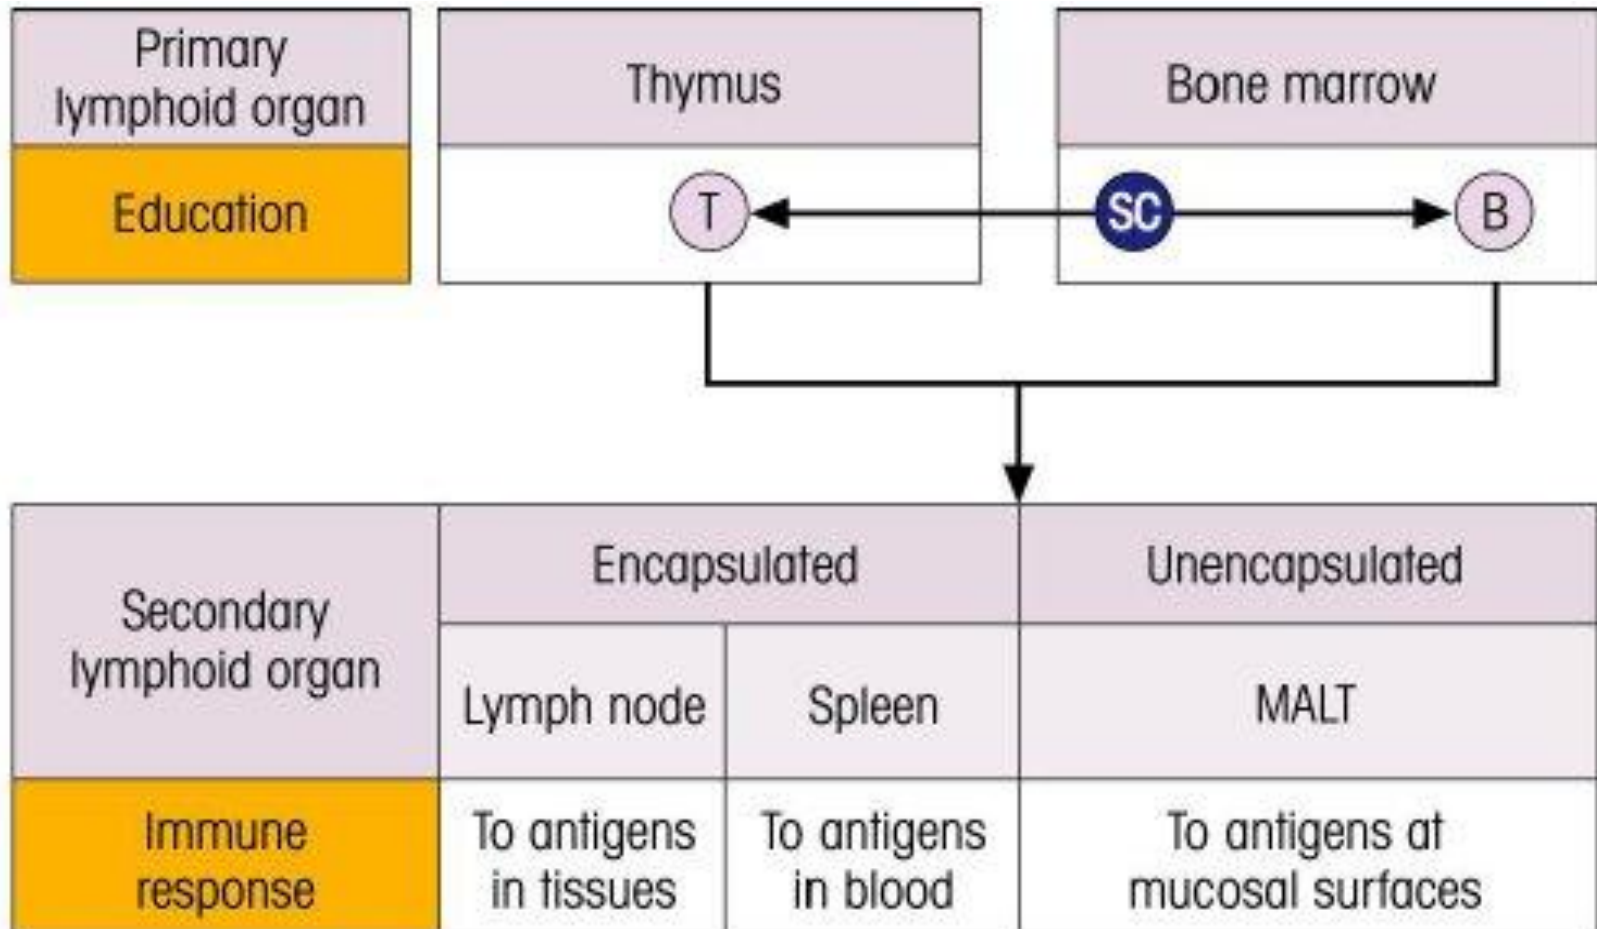 Primary
lymphoid organ
Thymus
Bone marrow
Education
T
SC
B
Secondary
lymphoid organ
Encapsulated
Unencapsulated
Lymph node
Spleen
MALT
Immune
response
To antigens
in tissues
To antigens
in blood
To antigens at
mucosal surfaces